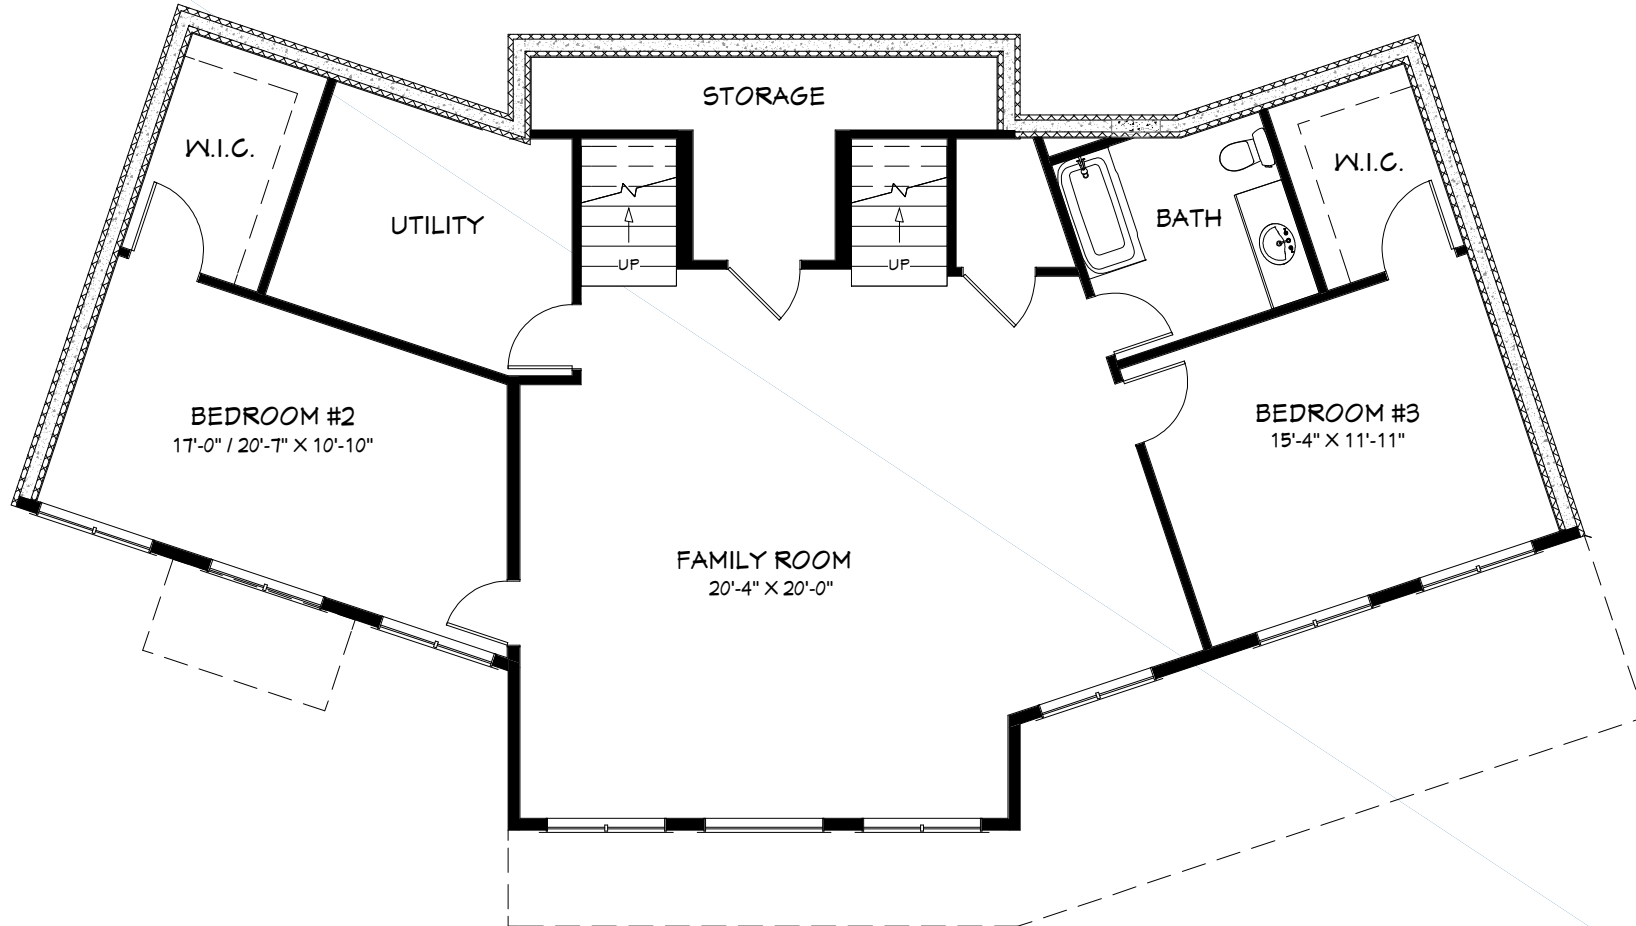 STORAGE
W.I.C.
W.I.C.
UTILITY
BATH
UP
UP
BEDROOM #2
17'-0" / 20'-7" X 10'-10"
BEDROOM #3
15'-4" X 11'-11"
FAMILY ROOM
20'-4" X 20'-0"